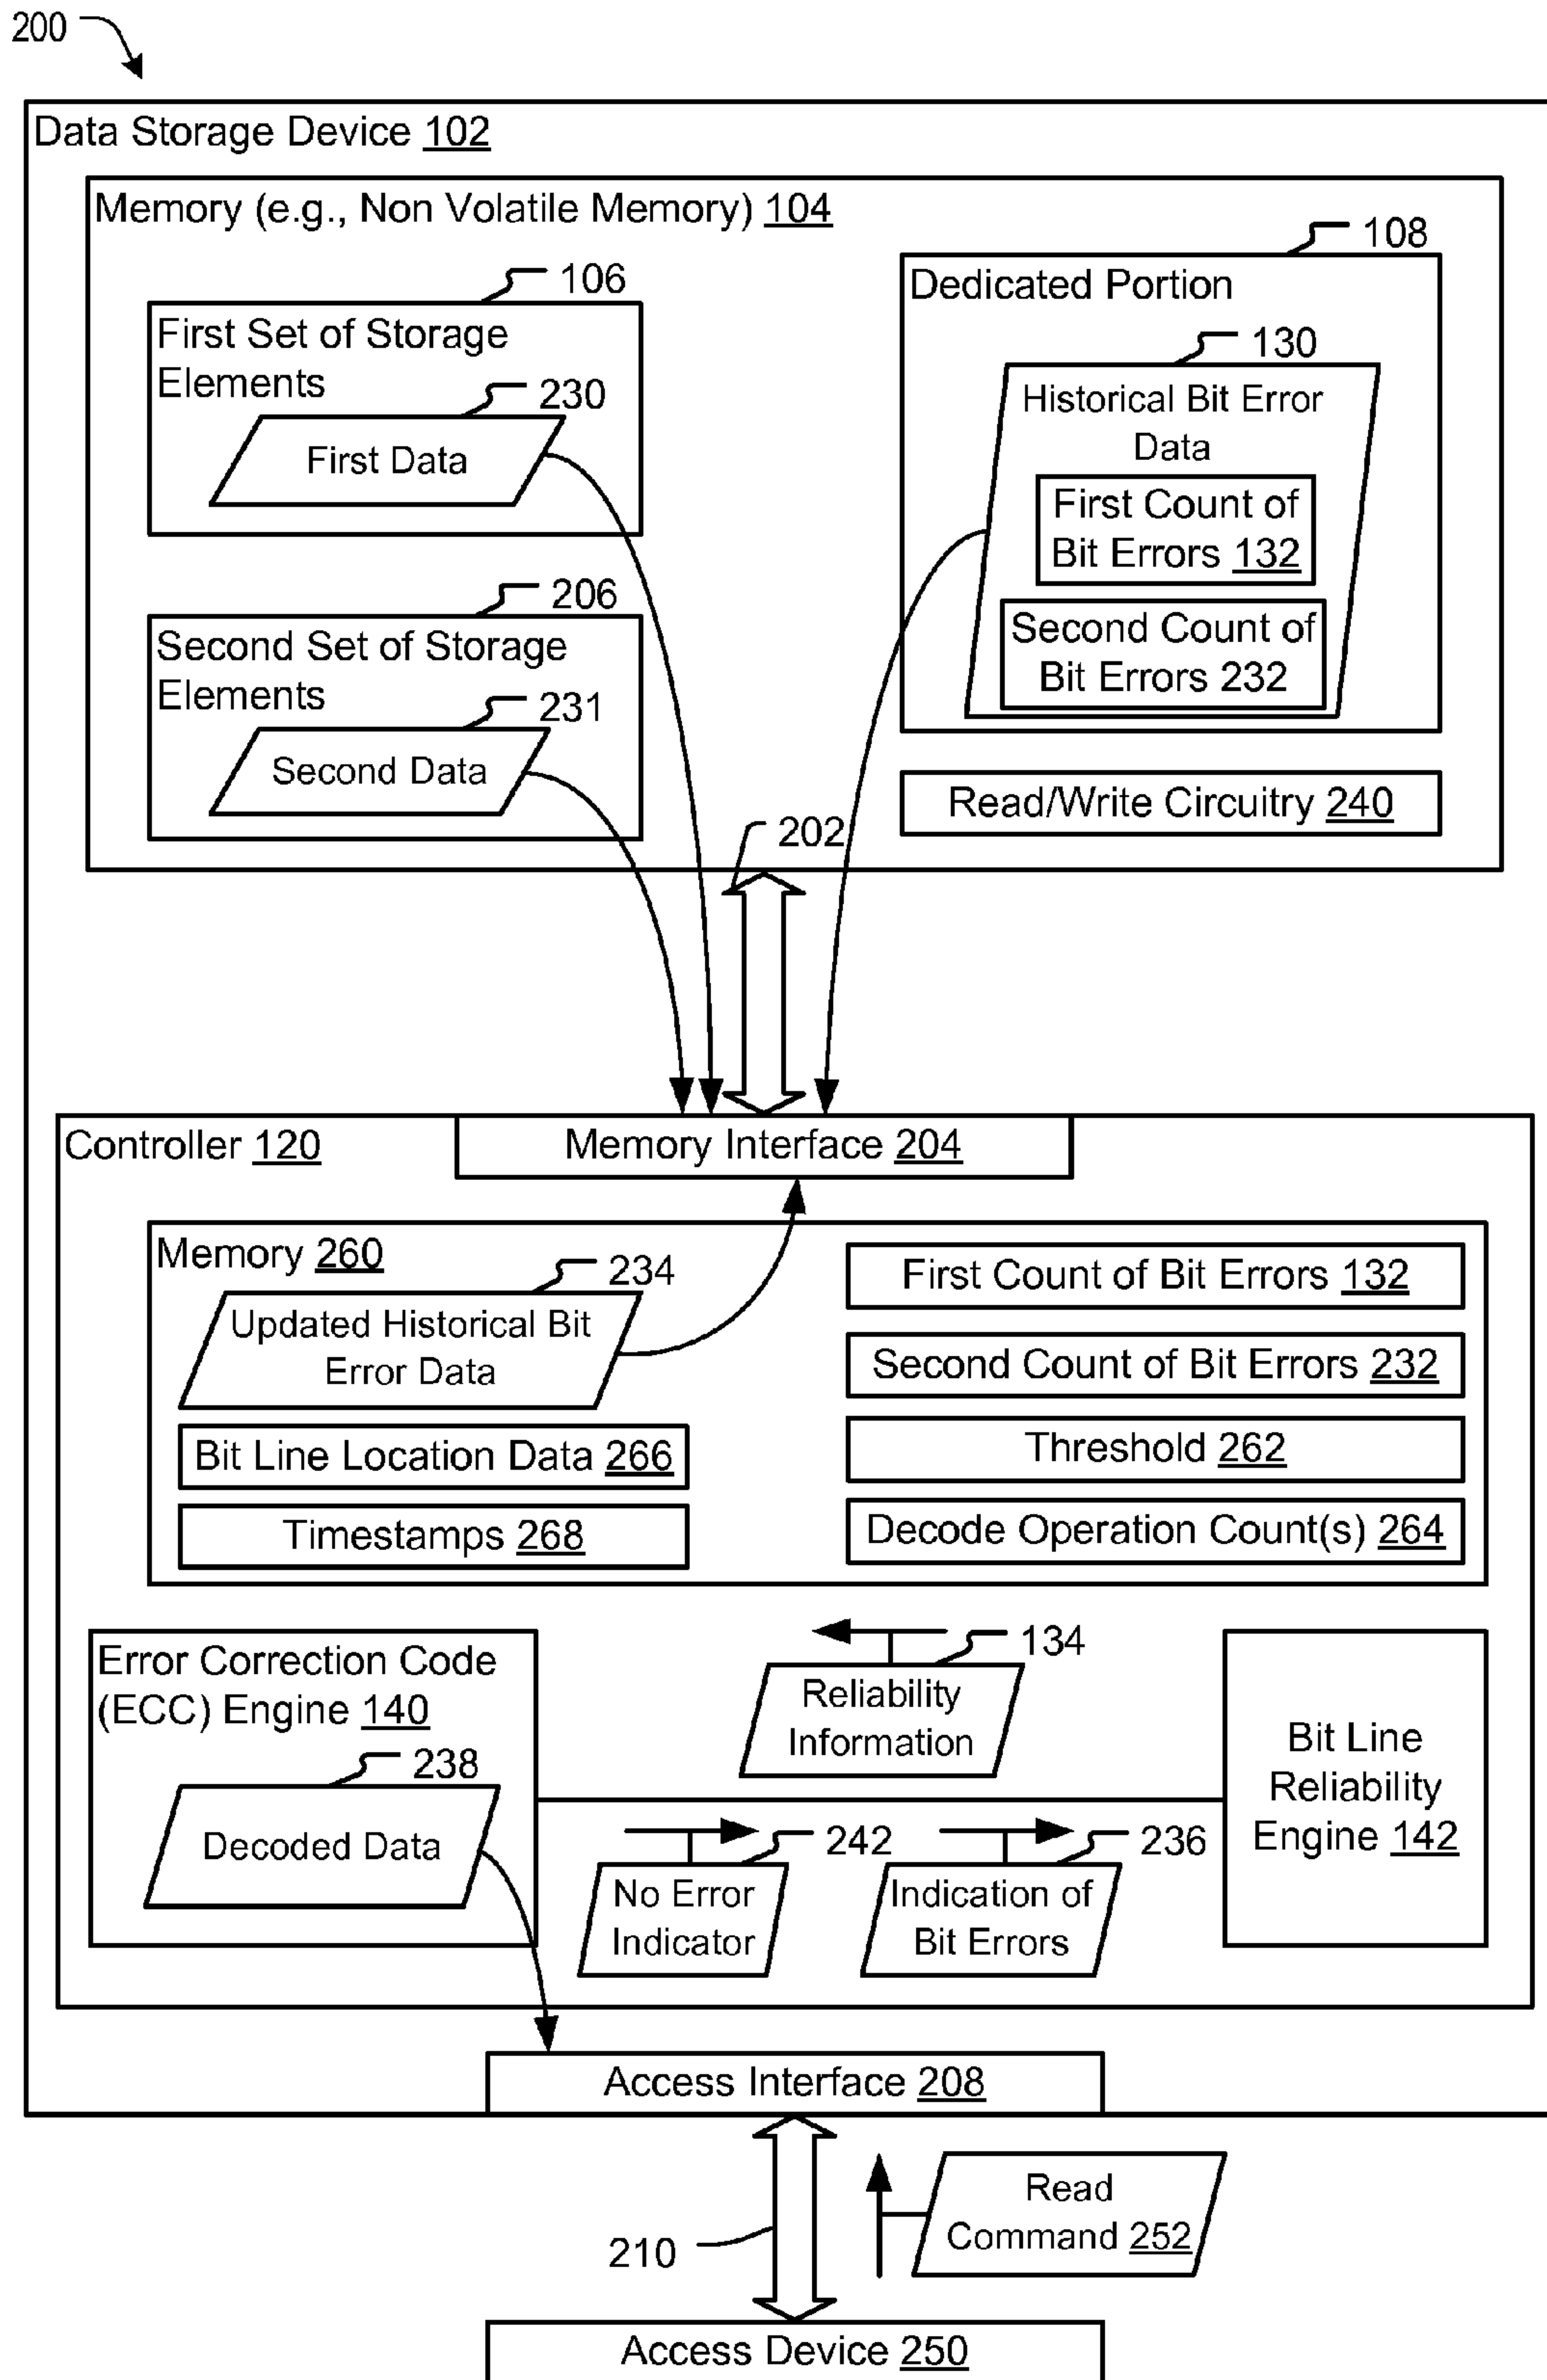 200
Data Storage Device 102
Memory (e.g., Non Volatile Memory) 104
106
First Set of Storage
Elements
230
First Data
206
Second Set of Storage
Elements
231
Second Data
108
Dedicated Portion
130
Historical Bit Error
Data
First Count of
Bit Errors 132
Second Count of
Bit Errors 232
Read/Write Circuitry 240
202
Controller 120
Memory Interface 204
Memory 260
234
Updated Historical Bit
Error Data
Bit Line Location Data 266
Timestamps 268
First Count of Bit Errors 132
Second Count of Bit Errors 232
Threshold 262
Decode Operation Count(s) 264
Error Correction Code
(ECC) Engine 140
238
Decoded Data
134
Reliability
Information
242
No Error
Indicator
236
Indication of
Bit Errors
Bit Line
Reliability
Engine 142
Access Interface 208
210
Read
Command 252
Access Device 250